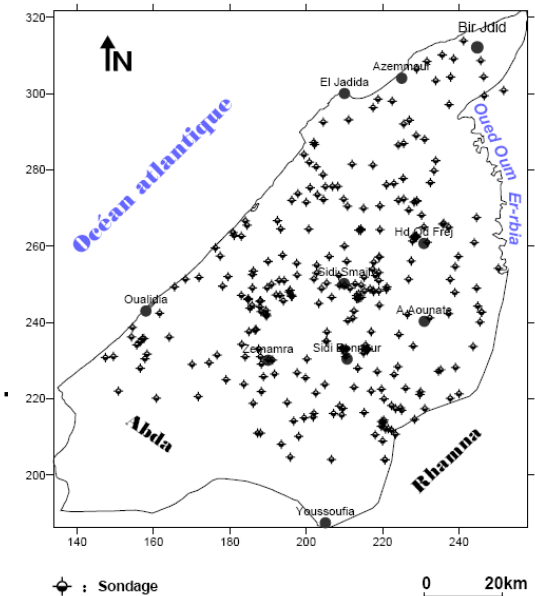 320
Bir Jdid
N
Azemmour
300
El Jadida
Océan atlantique
Oued Oum Er-rbia
280
260
Hd Od Frej
Sidi Smail
Oualidia
240
A.Aounate
Zemamra
Sidi Bennour
220
Abda
Rhamna
200
Youssoufia
140 160 180 200 220 240
: Sondage
0 20km